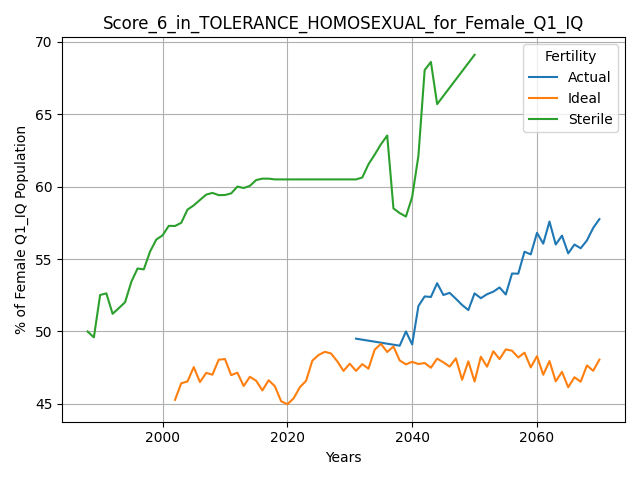 Score_6_in_TOLERANCE_HOMOSEXUAL_for_Female_Q1_IQ
70
65
60
55
50
45
% of Female Q1_IQ Population
Fertility
Actual
Ideal
Sterile
2000
2020
2040
2060
Years